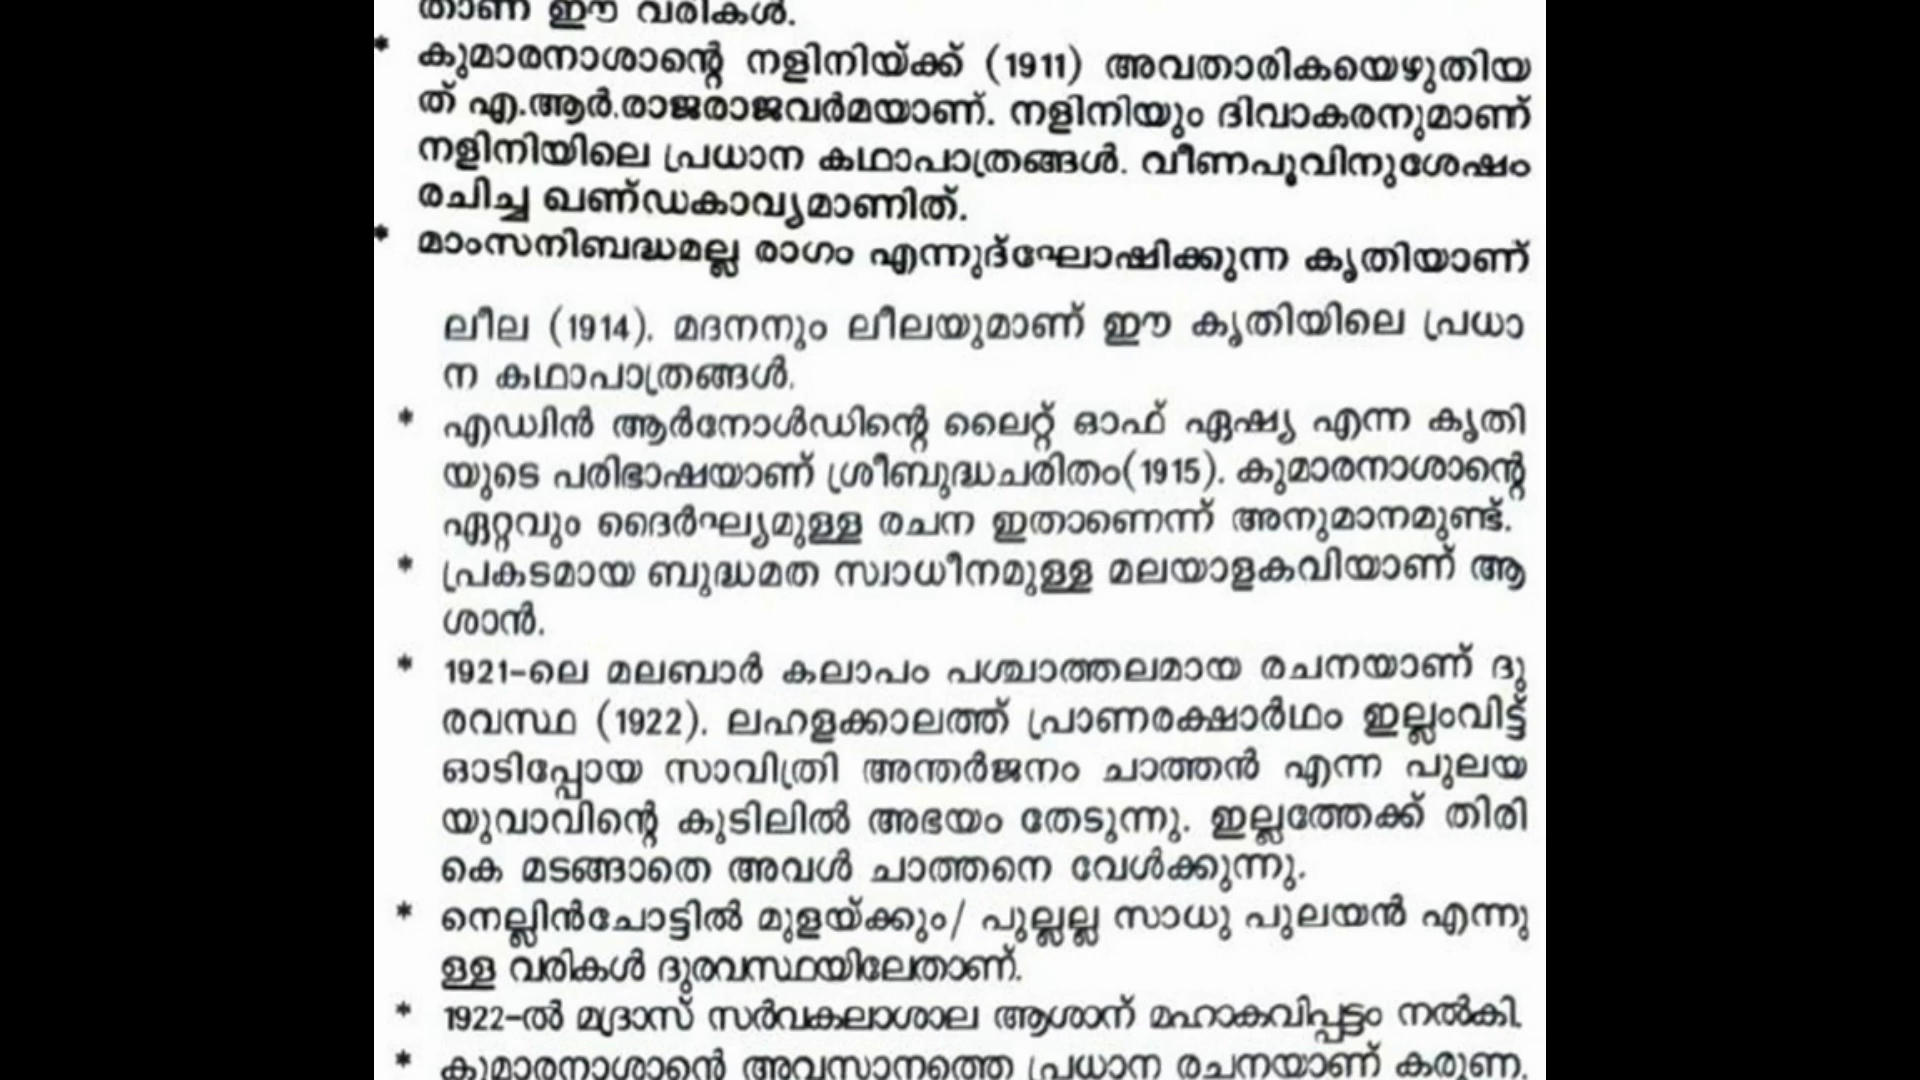 താണ് ഈ വരികൾ.
* കുമാരനാശാന്റെ നളിനിയ്ക്ക് (1911) അവതാരികയെഴുതിയ
ത് എ.ആർ.രാജരാജവർമയാണ്. നളിനിയും ദിവാകരനുമാണ്
നളിനിയിലെ പ്രധാന കഥാപാത്രങ്ങൾ. വീണപൂവിനുശേഷം
രചിച്ച ഖണ്ഡകാവ്യമാണിത്.
* മാംസനിബദ്ധമല്ല രാഗം എന്നുദ്ഘോഷിക്കുന്ന കൃതിയാണ്
ലീല (1914). മദനനും ലീലയുമാണ് ഈ കൃതിയിലെ പ്രധാ
ന കഥാപാത്രങ്ങൾ.
* എഡ്വിൻ ആർനോൾഡിന്റെ ലൈറ്റ് ഓഫ് ഏഷ്യ എന്ന കൃതി
യുടെ പരിഭാഷയാണ് ശ്രീബുദ്ധചരിതം(1915). കുമാരനാശാന്റെ
ഏറ്റവും ദൈർഘ്യമുള്ള രചന ഇതാണെന്ന് അനുമാനമുണ്ട്.
* പ്രകടമായ ബുദ്ധമത സ്വാധീനമുള്ള മലയാളകവിയാണ് ആ
ശാൻ.
* 1921-ലെ മലബാർ കലാപം പശ്ചാത്തലമായ രചനയാണ് ദു
രവസ്ഥ (1922). ലഹളക്കാലത്ത് പ്രാണരക്ഷാർഥം ഇല്ലംവിട്ട്
ഓടിപ്പോയ സാവിത്രി അന്തർജനം ചാത്തൻ എന്ന പുലയ
യുവാവിന്റെ കുടിലിൽ അഭയം തേടുന്നു. ഇല്ലത്തേക്ക് തിരി
കെ മടങ്ങാതെ അവൾ ചാത്തനെ വേൾക്കുന്നു.
* നെല്ലിൻചോട്ടിൽ മുളയ്ക്കും/ പുല്ലല്ല സാധു പുലയൻ എന്നു
ള്ള വരികൾ ദുരവസ്ഥയിലേതാണ്.
* 1922-ൽ മദ്രാസ് സർവകലാശാല ആശാന് മഹാകവിപ്പട്ടം നൽകി.
* കുമാരനാശാന്റെ അവസാനത്തെ പ്രധാന രചനയാണ് കരുണ.